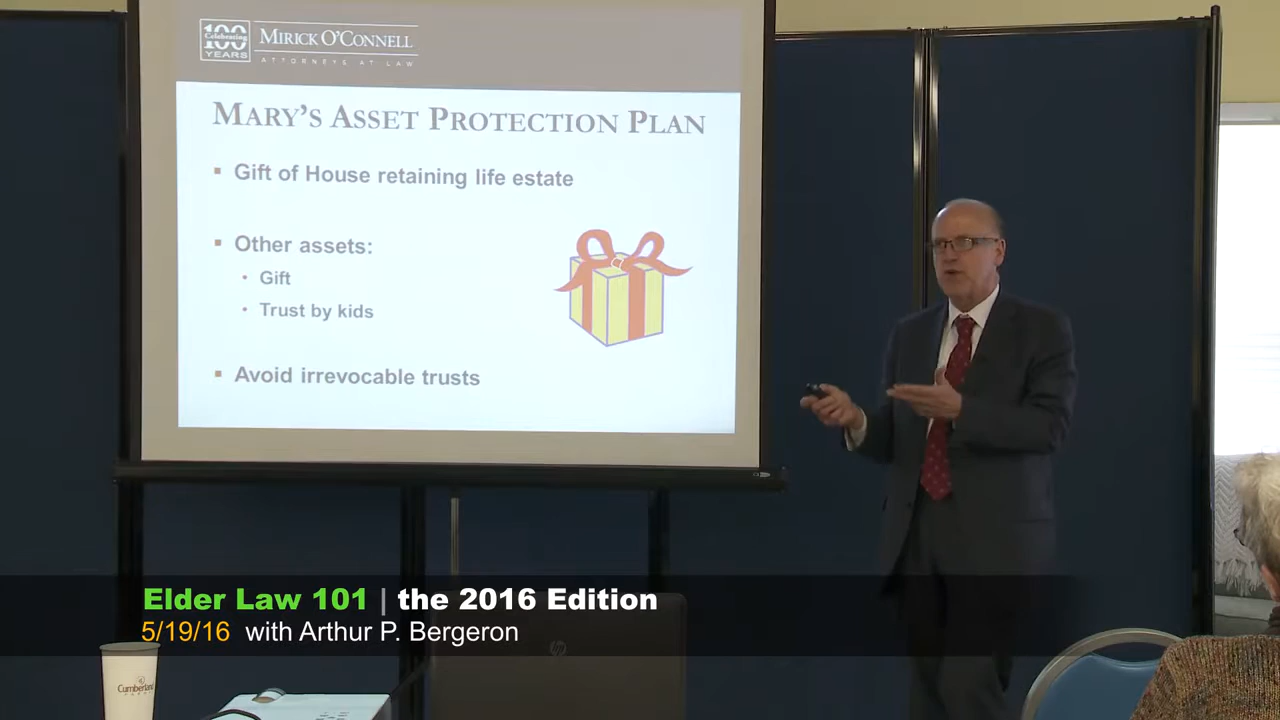 Celebrating
100
YEARS
MIRICK O'CONNELL
ATTORNEYS AT LAW
MARY'S ASSET PROTECTION PLAN
▪ Gift of House retaining life estate
▪ Other assets:
• Gift
• Trust by kids
▪ Avoid irrevocable trusts
Elder Law 101 | the 2016 Edition
5/19/16 with Arthur P. Bergeron
hp
Cumberland